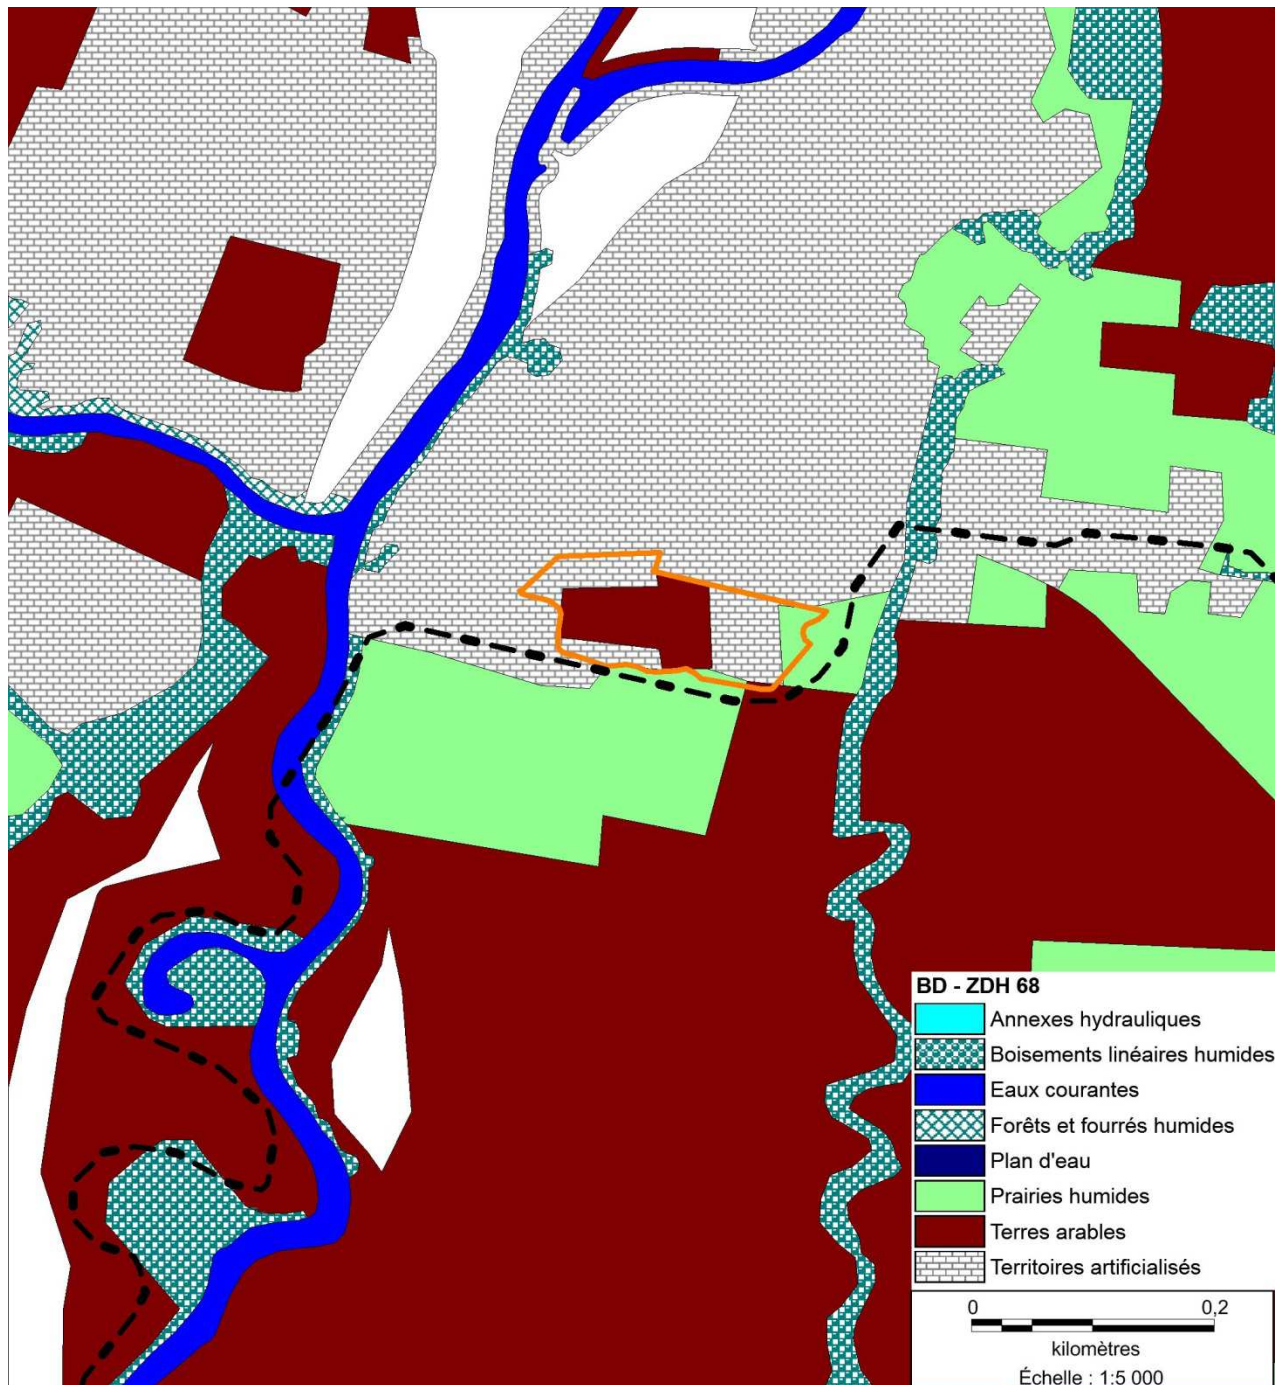 BD - ZDH 68
Annexes hydrauliques
Boisements linéaires humides
Eaux courantes
Forêts et fourrés humides
Plan d'eau
Prairies humides
Terres arables
Territoires artificialisés
0 0,2
kilomètres
Échelle : 1:5 000